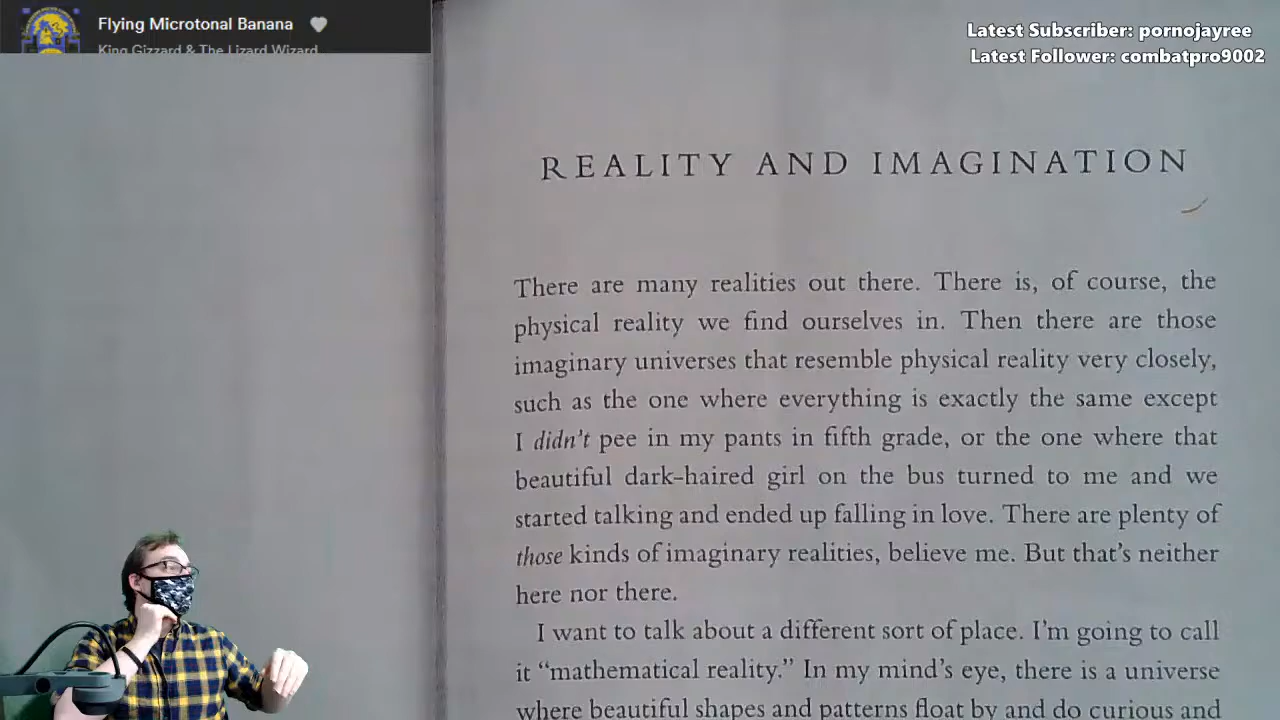 Flying Microtonal Banana
King Gizzard & The Lizard Wizard
Latest Subscriber: pornojayree
Latest Follower: combatpro9002
REALITY AND IMAGINATION
There are many realities out there. There is, of course, the
physical reality we find ourselves in. Then there are those
imaginary universes that resemble physical reality very closely,
such as the one where everything is exactly the same except
I didn't pee in my pants in fifth grade, or the one where that
beautiful dark-haired girl on the bus turned to me and we
started talking and ended up falling in love. There are plenty of
those kinds of imaginary realities, believe me. But that's neither
here nor there.
I want to talk about a different sort of place. I'm going to call
it “mathematical reality.” In my mind's eye, there is a universe
where beautiful shapes and patterns float by and do curious and